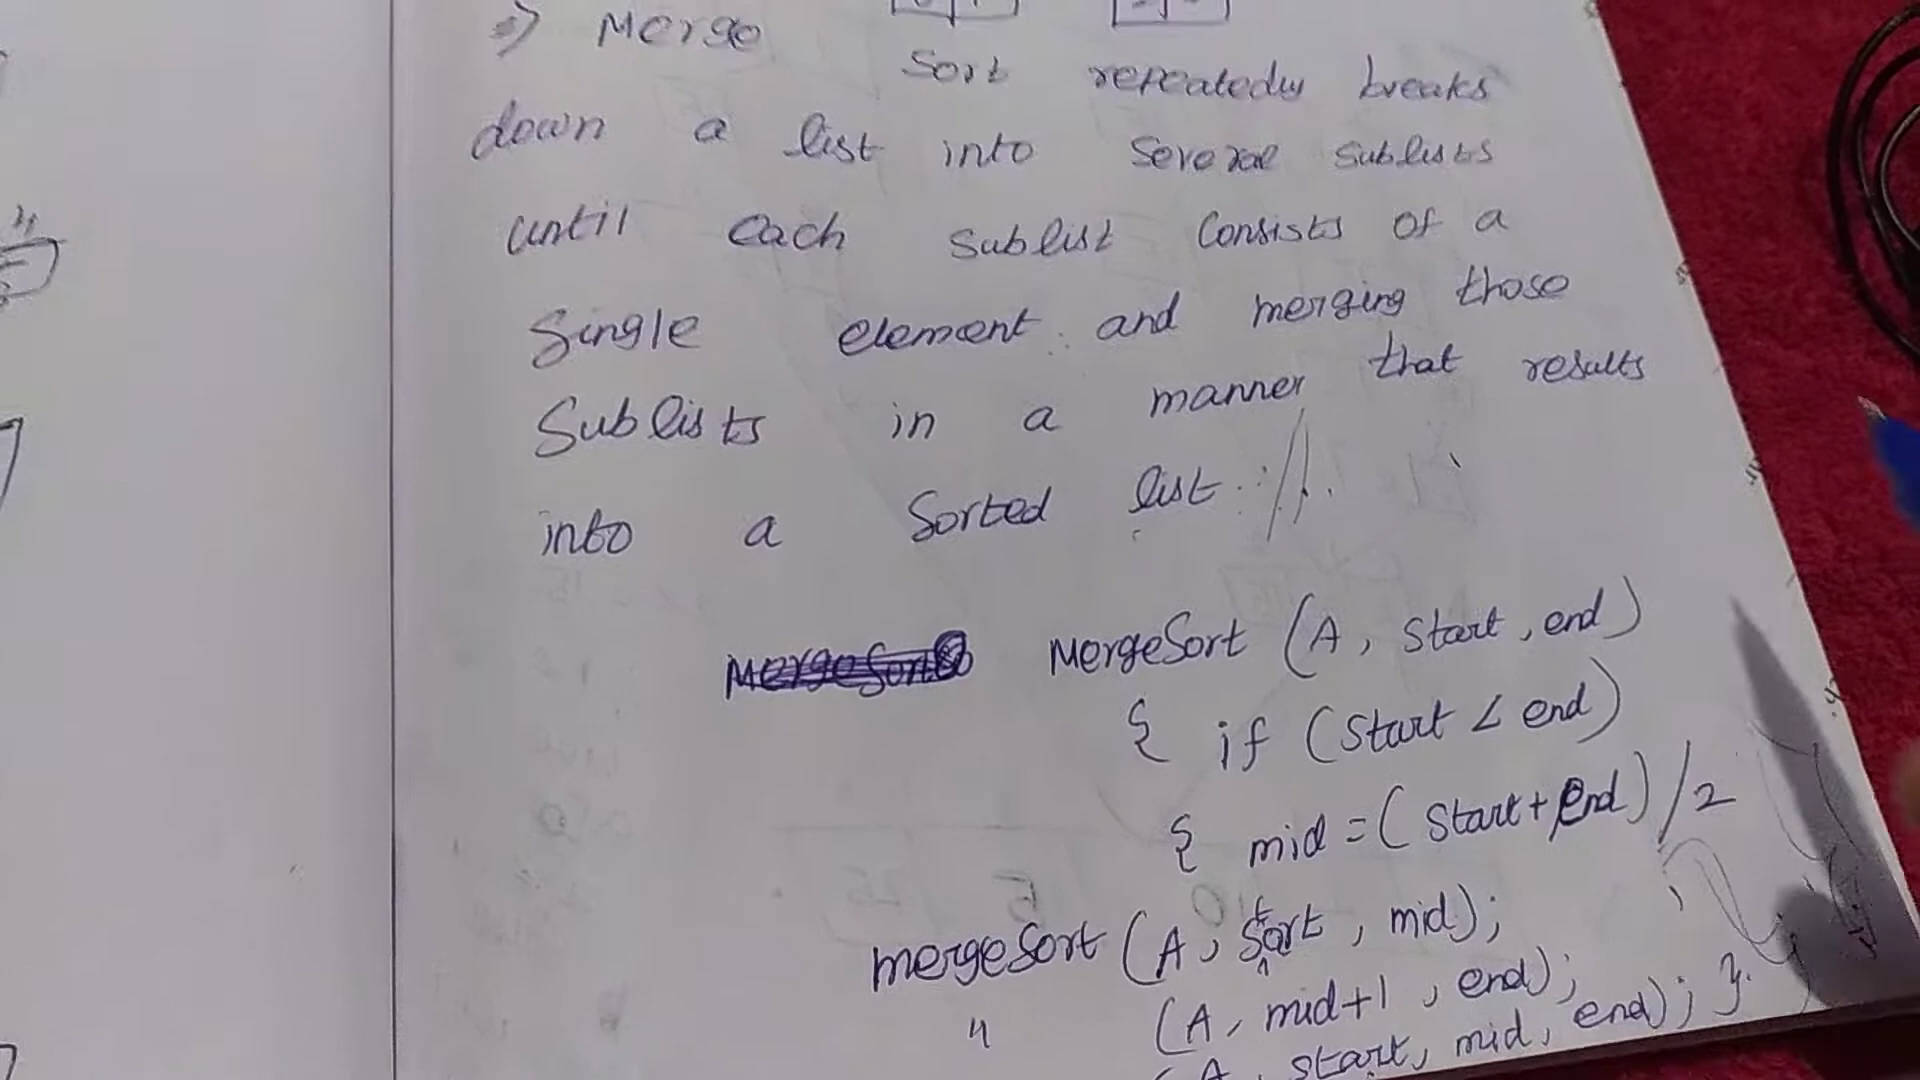 ⇒ Merge Sort repeatedly breaks
down a list into several sublists
until each sublist consists of a
Single element and merging those
Sublists in a manner that results
into a Sorted list
MergeSort (A, Start, end)
{ if (Start < end)
{ mid = (Start + End) / 2
mergeSort (A, Start, mid);
" (A, mid+1, end);
(A, start, mid, end); }. }